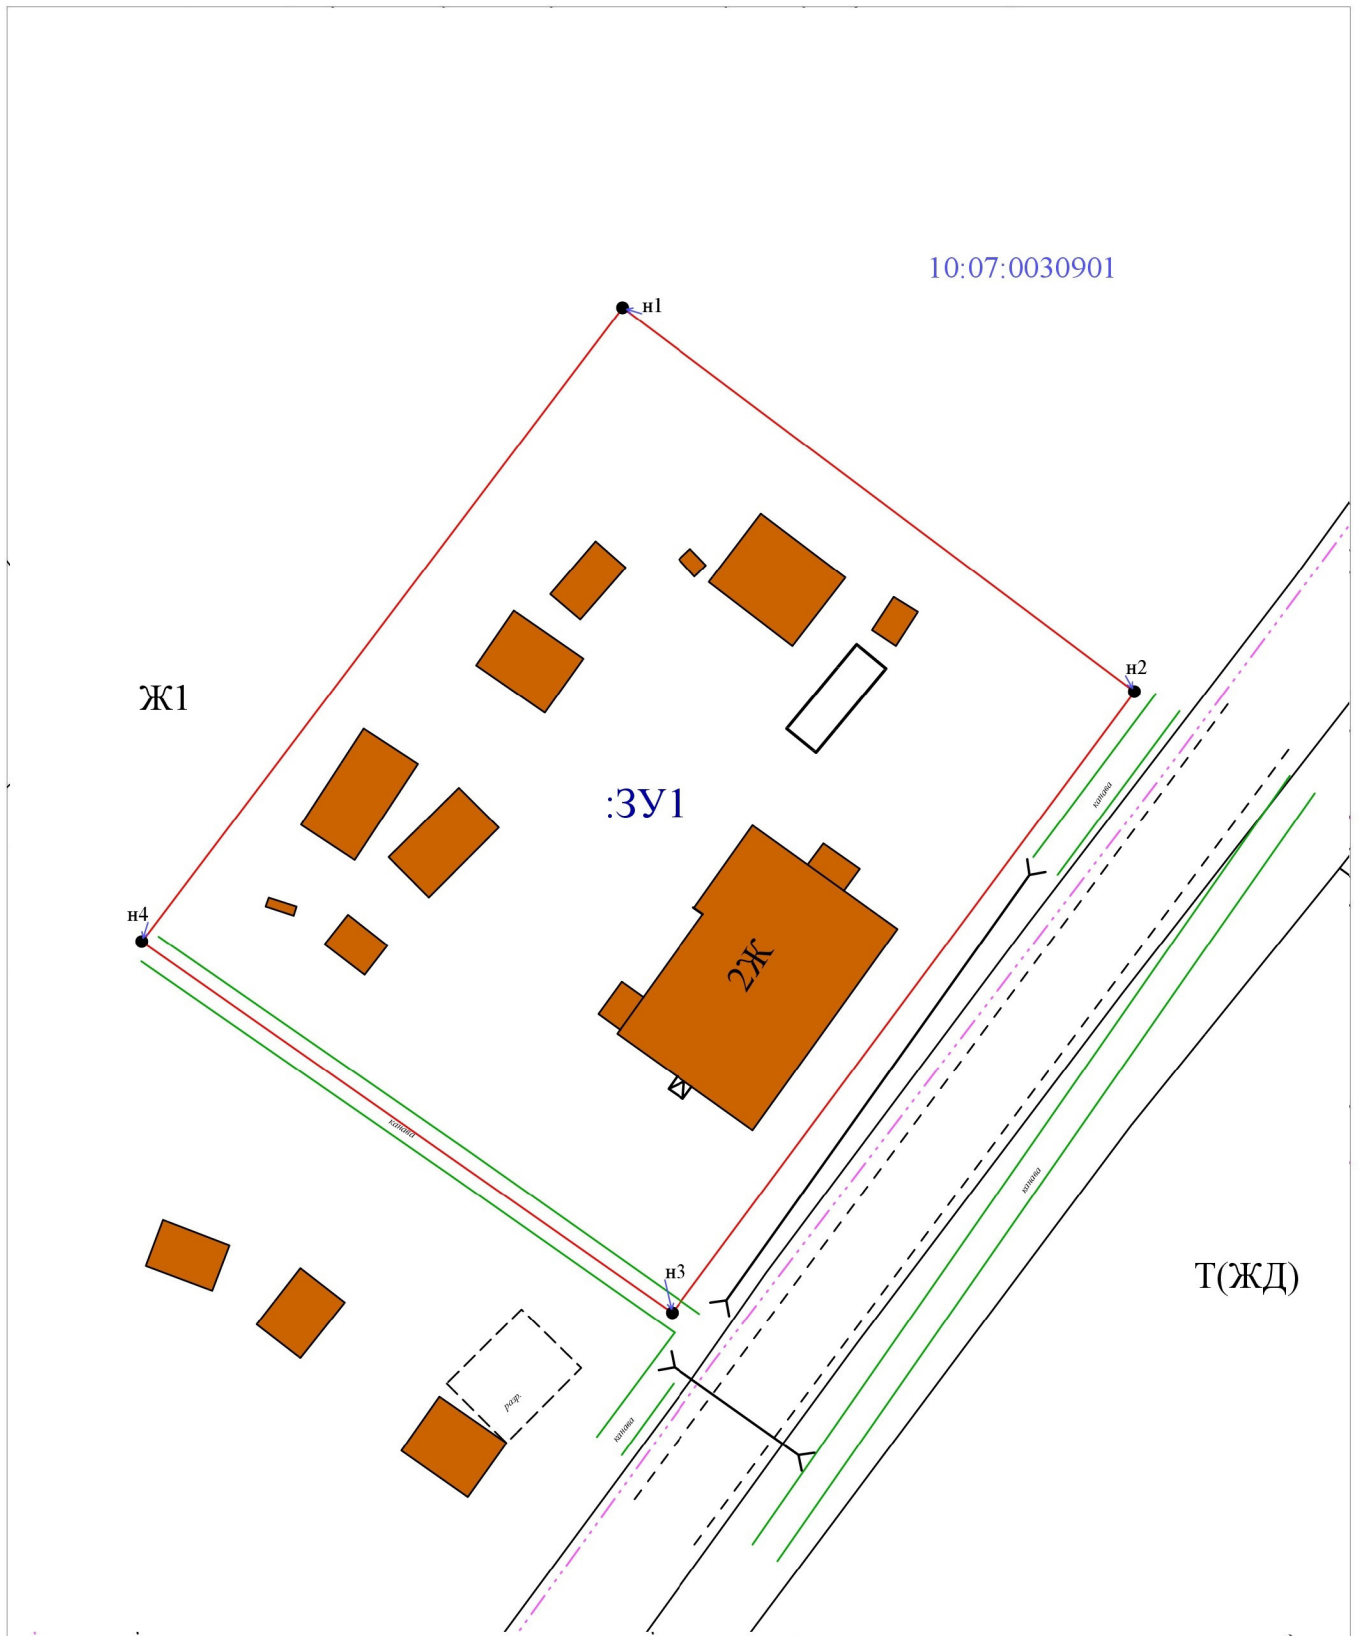 10:07:0030901
н1
н2
Ж1
:ЗУ1
канава
н4
2Ж
канава
канава
н3
Т(ЖД)
разр.
канава